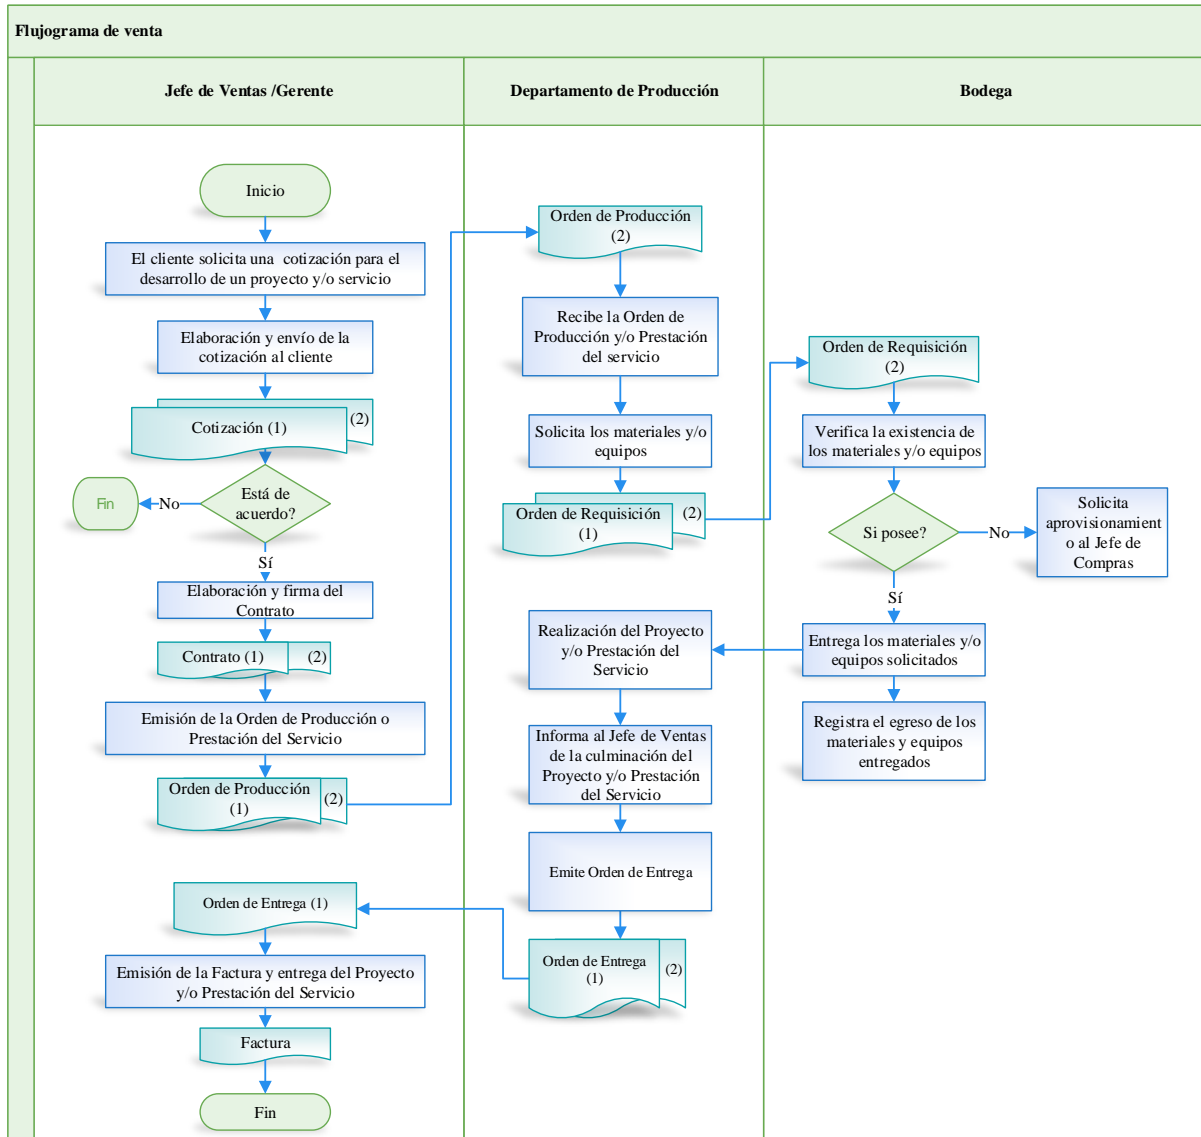 Flujograma de venta
Jefe de Ventas /Gerente
Departamento de Producción
Bodega
Inicio
El cliente solicita una cotización para el
desarrollo de un proyecto y/o servicio
Elaboración y envío de la
cotización al cliente
Cotización (1)
(2)
Está de
acuerdo?
No
Fin
Sí
Elaboración y firma del
Contrato
Contrato (1)
(2)
Emisión de la Orden de Producción o
Prestación del Servicio
Orden de Producción
(1)
(2)
Orden de Entrega (1)
Emisión de la Factura y entrega del Proyecto
y/o Prestación del Servicio
Factura
Fin
Orden de Producción
(2)
Recibe la Orden de
Producción y/o Prestación
del servicio
Solicita los materiales y/o
equipos
Orden de Requisición
(1)
(2)
Realización del Proyecto
y/o Prestación del
Servicio
Informa al Jefe de Ventas
de la culminación del
Proyecto y/o Prestación
del Servicio
Emite Orden de Entrega
Orden de Entrega
(1)
(2)
Orden de Requisición
(2)
Verifica la existencia de
los materiales y/o equipos
Si posee?
No
Solicita
aprovisionamient
o al Jefe de
Compras
Sí
Entrega los materiales y/o
equipos solicitados
Registra el egreso de los
materiales y equipos
entregados